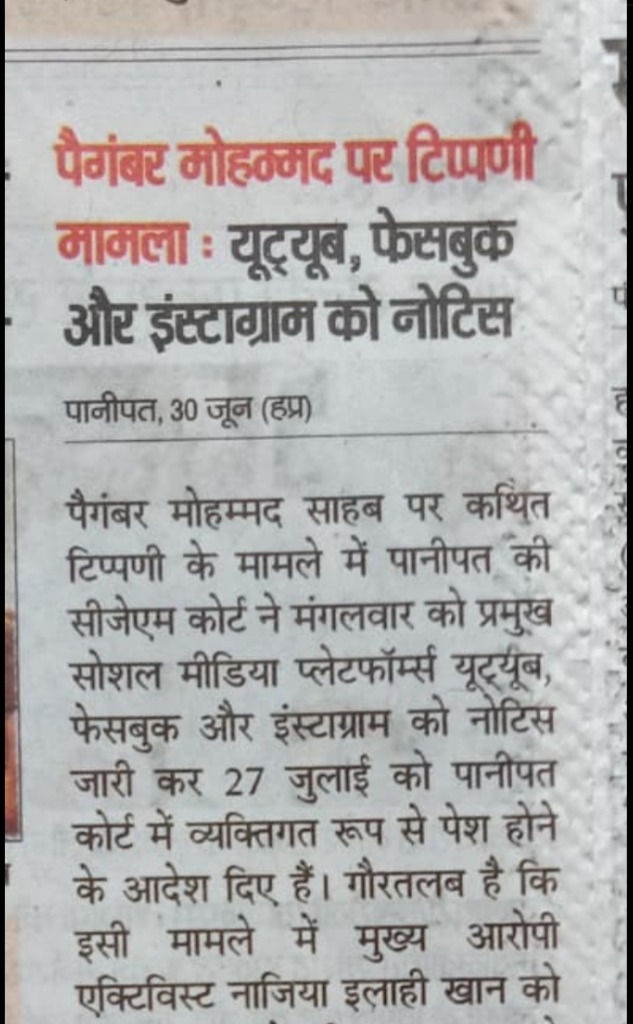 पैगंबर मोहम्मद पर टिप्पणी
मामला : यूट्यूब, फेसबुक
और इंस्टाग्राम को नोटिस
पानीपत, 30 जून (हप्र)
पैगंबर मोहम्मद साहब पर कथित
टिप्पणी के मामले में पानीपत की
सीजेएम कोर्ट ने मंगलवार को प्रमुख
सोशल मीडिया प्लेटफॉर्म्स यूट्यूब,
फेसबुक और इंस्टाग्राम को नोटिस
जारी कर 27 जुलाई को पानीपत
कोर्ट में व्यक्तिगत रूप से पेश होने
के आदेश दिए हैं। गौरतलब है कि
इसी मामले में मुख्य आरोपी
एक्टिविस्ट नाजिया इलाही खान को